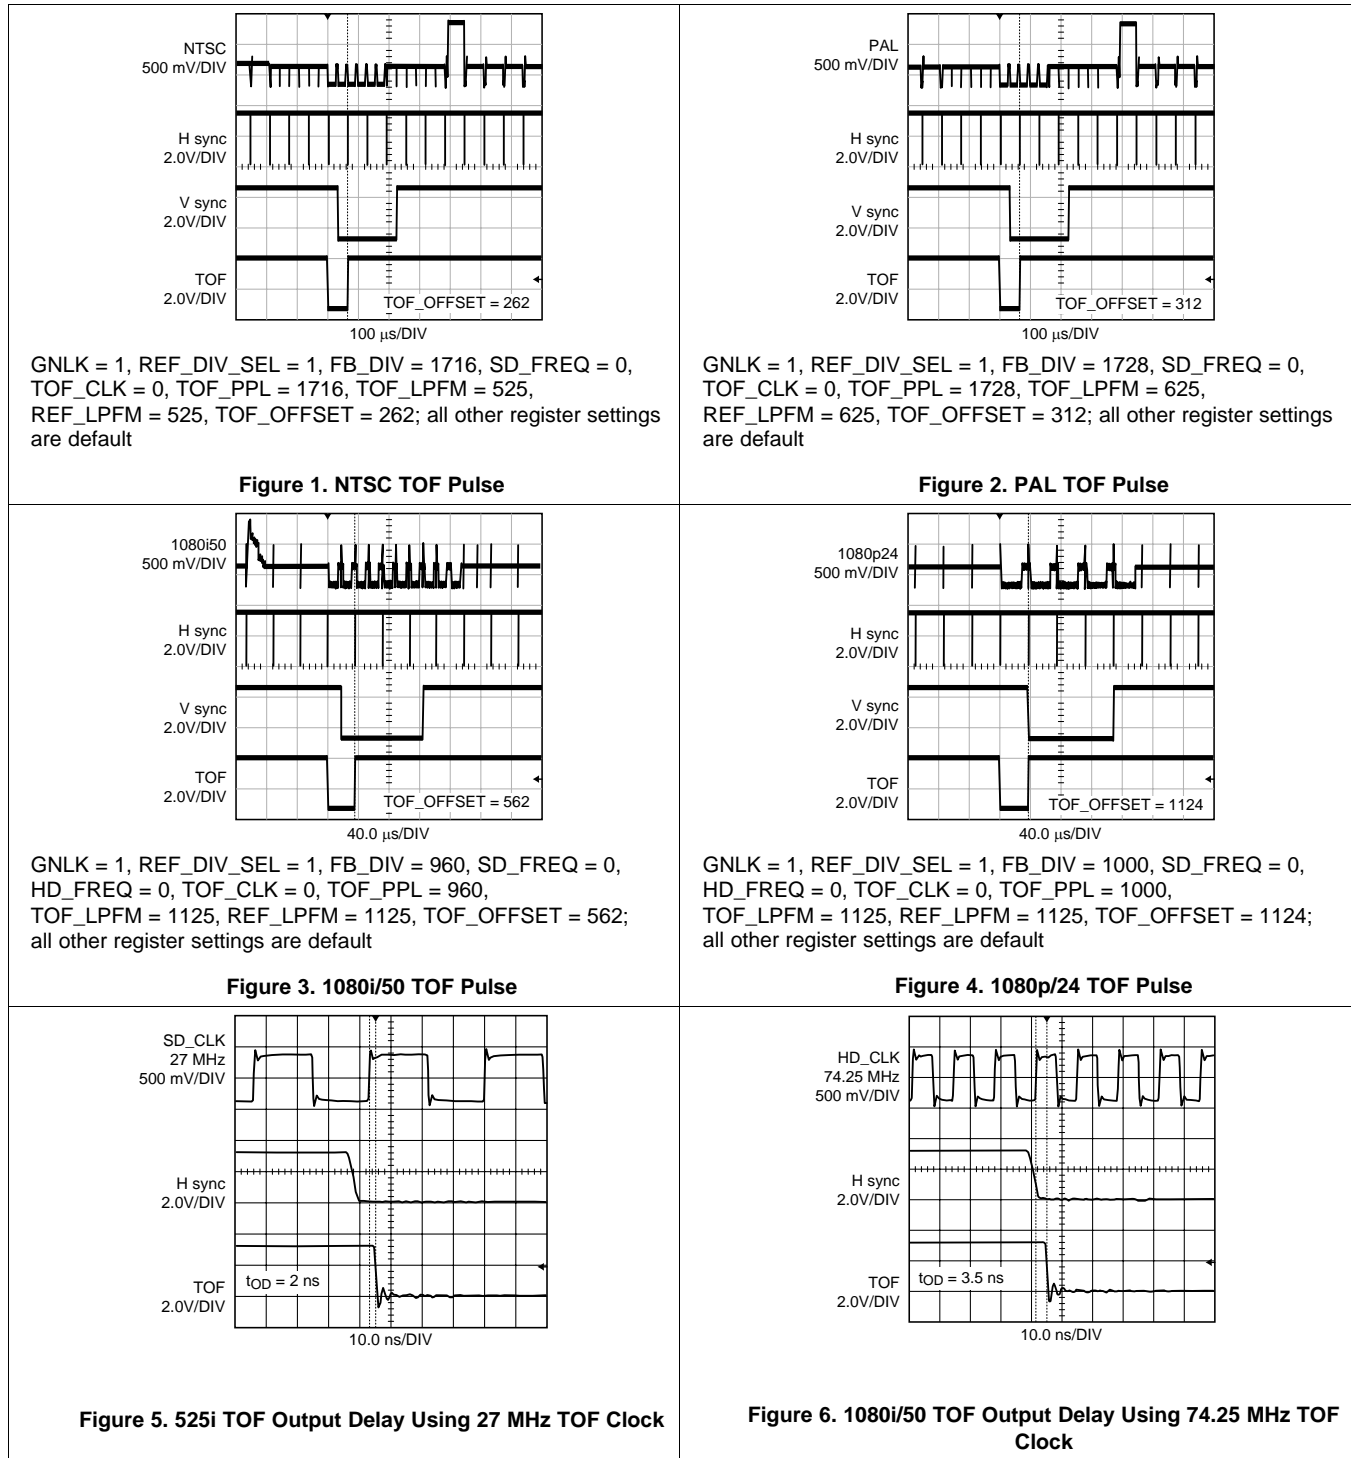 NTSC
500 mV/DIV
H sync
2.0V/DIV
V sync
2.0V/DIV
TOF
2.0V/DIV
TOF_OFFSET = 262
100 µs/DIV
GNLK = 1, REF_DIV_SEL = 1, FB_DIV = 1716, SD_FREQ = 0,
TOF_CLK = 0, TOF_PPL = 1716, TOF_LPFM = 525,
REF_LPFM = 525, TOF_OFFSET = 262; all other register settings
are default
Figure 1. NTSC TOF Pulse
PAL
500 mV/DIV
H sync
2.0V/DIV
V sync
2.0V/DIV
TOF
2.0V/DIV
TOF_OFFSET = 312
100 µs/DIV
GNLK = 1, REF_DIV_SEL = 1, FB_DIV = 1728, SD_FREQ = 0,
TOF_CLK = 0, TOF_PPL = 1728, TOF_LPFM = 625,
REF_LPFM = 625, TOF_OFFSET = 312; all other register settings
are default
Figure 2. PAL TOF Pulse
1080i50
500 mV/DIV
H sync
2.0V/DIV
V sync
2.0V/DIV
TOF
2.0V/DIV
TOF_OFFSET = 562
40.0 µs/DIV
GNLK = 1, REF_DIV_SEL = 1, FB_DIV = 960, SD_FREQ = 0,
HD_FREQ = 0, TOF_CLK = 0, TOF_PPL = 960,
TOF_LPFM = 1125, REF_LPFM = 1125, TOF_OFFSET = 562;
all other register settings are default
Figure 3. 1080i/50 TOF Pulse
1080p24
500 mV/DIV
H sync
2.0V/DIV
V sync
2.0V/DIV
TOF
2.0V/DIV
TOF_OFFSET = 1124
40.0 µs/DIV
GNLK = 1, REF_DIV_SEL = 1, FB_DIV = 1000, SD_FREQ = 0,
HD_FREQ = 0, TOF_CLK = 0, TOF_PPL = 1000,
TOF_LPFM = 1125, REF_LPFM = 1125, TOF_OFFSET = 1124;
all other register settings are default
Figure 4. 1080p/24 TOF Pulse
SD_CLK
27 MHz
500 mV/DIV
H sync
2.0V/DIV
TOF
2.0V/DIV
tOD = 2 ns
10.0 ns/DIV
Figure 5. 525i TOF Output Delay Using 27 MHz TOF Clock
HD_CLK
74.25 MHz
500 mV/DIV
H sync
2.0V/DIV
TOF
2.0V/DIV
tOD = 3.5 ns
10.0 ns/DIV
Figure 6. 1080i/50 TOF Output Delay Using 74.25 MHz TOF
Clock